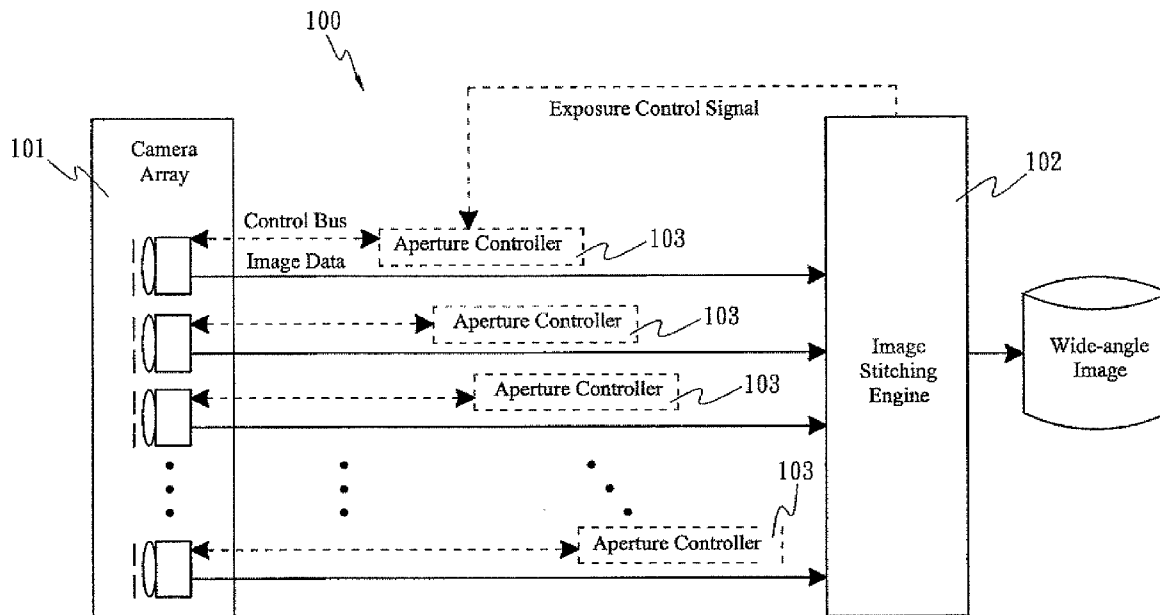 100
Exposure Control Signal
101
Camera
Array
102
Control Bus
Aperture Controller
103
Image Data
Aperture Controller
103
Image
Stitching
Engine
Wide-angle
Image
Aperture Controller
103
103
Aperture Controller